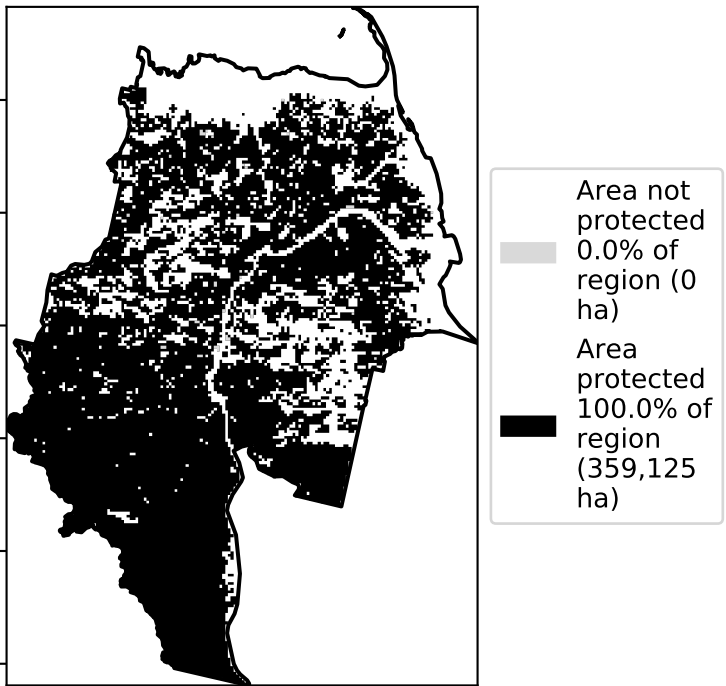 Area not
protected
0.0% of
region (0
ha)
Area
protected
100.0% of
region
(359,125
ha)